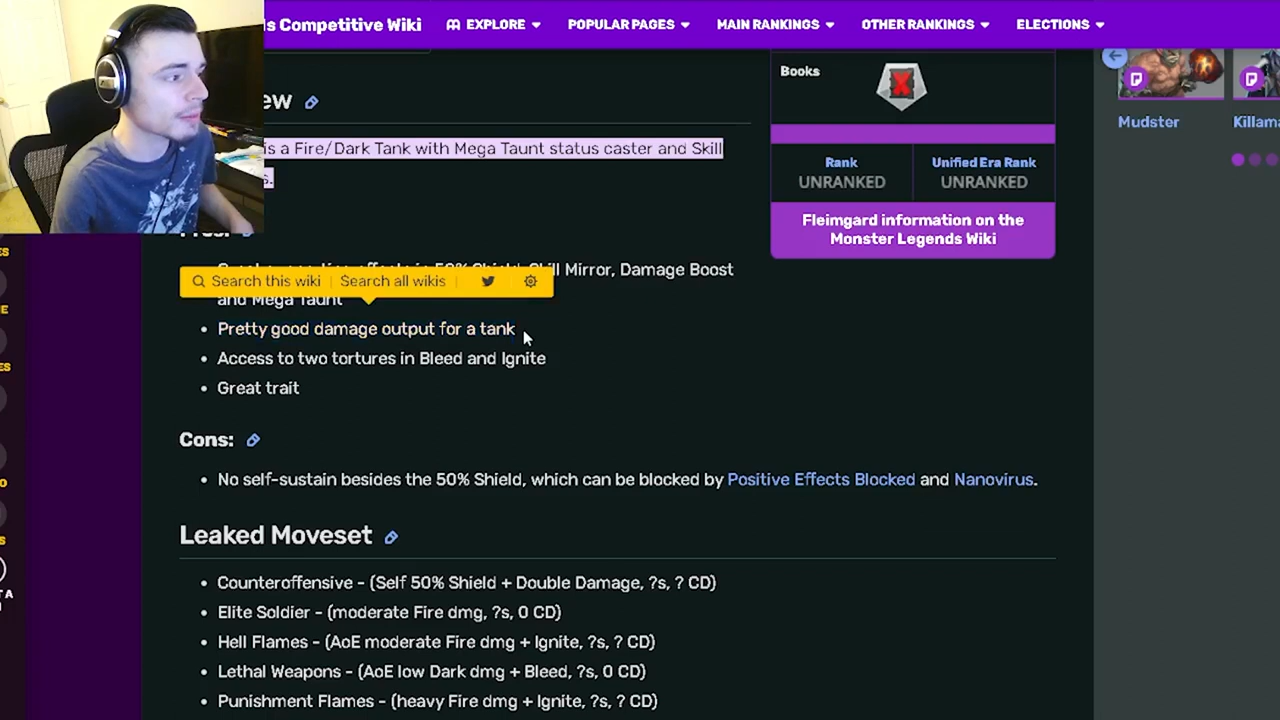 ds Competitive Wiki EXPLORE POPULAR PAGES MAIN RANKINGS OTHER RANKINGS ELECTIONS
Books
Mudster
is a Fire/Dark Tank with Mega Taunt status caster and Skill
s.
Rank
UNRANKED
Unified Era Rank
UNRANKED
Fleimgard information on the
Monster Legends Wiki
Skill Mirror, Damage Boost
and Mega Taunt
Search this wiki Search all wikis
Pretty good damage output for a tank
Access to two tortures in Bleed and Ignite
Great trait
Cons:
No self-sustain besides the 50% Shield, which can be blocked by Positive Effects Blocked and Nanovirus.
Leaked Moveset
Counteroffensive - (Self 50% Shield + Double Damage, ?s, ? CD)
Elite Soldier - (moderate Fire dmg, ?s, 0 CD)
Hell Flames - (AoE moderate Fire dmg + Ignite, ?s, ? CD)
Lethal Weapons - (AoE low Dark dmg + Bleed, ?s, 0 CD)
Punishment Flames - (heavy Fire dmg + Ignite, ?s, ? CD)